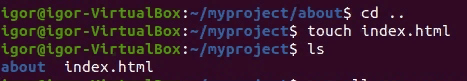 igor@igor-VirtualBox:~/myproject/about$ cd ..
igor@igor-VirtualBox:~/myproject$ touch index.html
igor@igor-VirtualBox:~/myproject$ ls
about  index.html